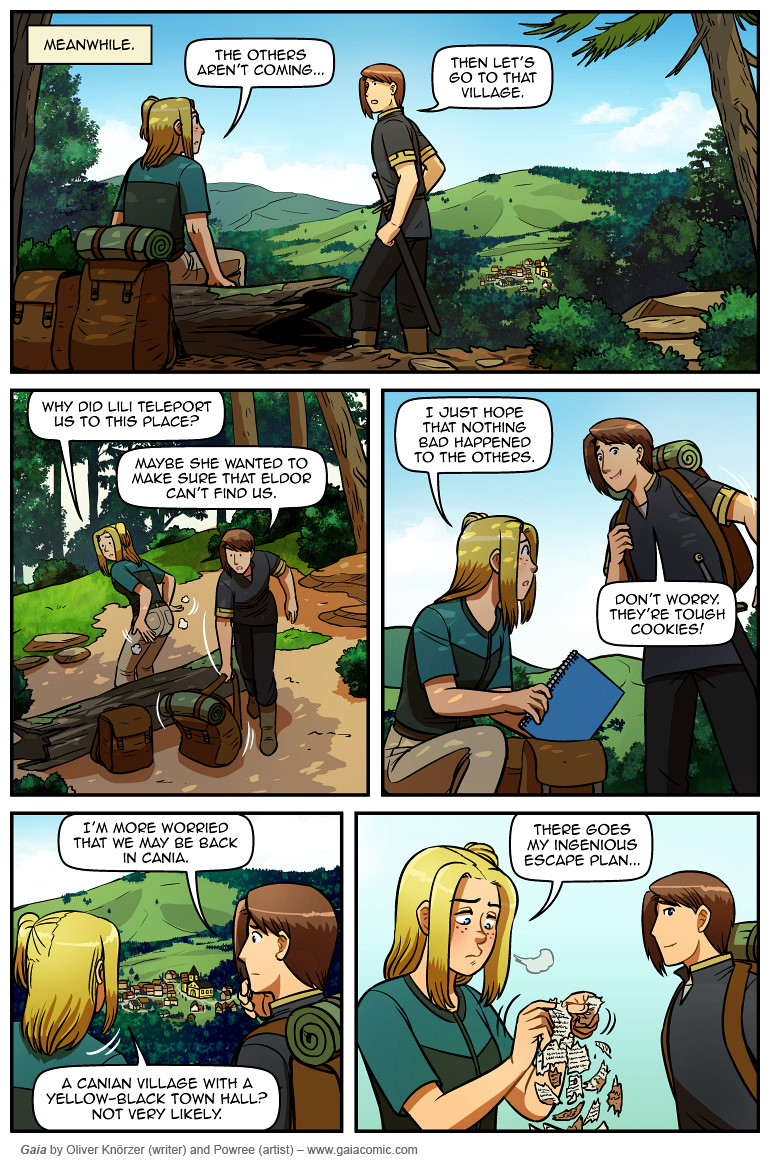 MEANWHILE.
THE OTHERS
AREN'T COMING...
THEN LET'S
GO TO THAT
VILLAGE.
WHY DID LILI TELEPORT
US TO THIS PLACE?
MAYBE SHE WANTED TO
MAKE SURE THAT ELDOR
CAN'T FIND US.
I JUST HOPE
THAT NOTHING
BAD HAPPENED
TO THE OTHERS.
DON'T WORRY.
THEY'RE TOUGH
COOKIES!
I'M MORE WORRIED
THAT WE MAY BE BACK
IN CANIA.
A CANIAN VILLAGE WITH A
YELLOW-BLACK TOWN HALL?
NOT VERY LIKELY.
THERE GOES
MY INGENIOUS
ESCAPE PLAN...
Gaia by Oliver Knörzer (writer) and Powree (artist) – www.gaiacomic.com